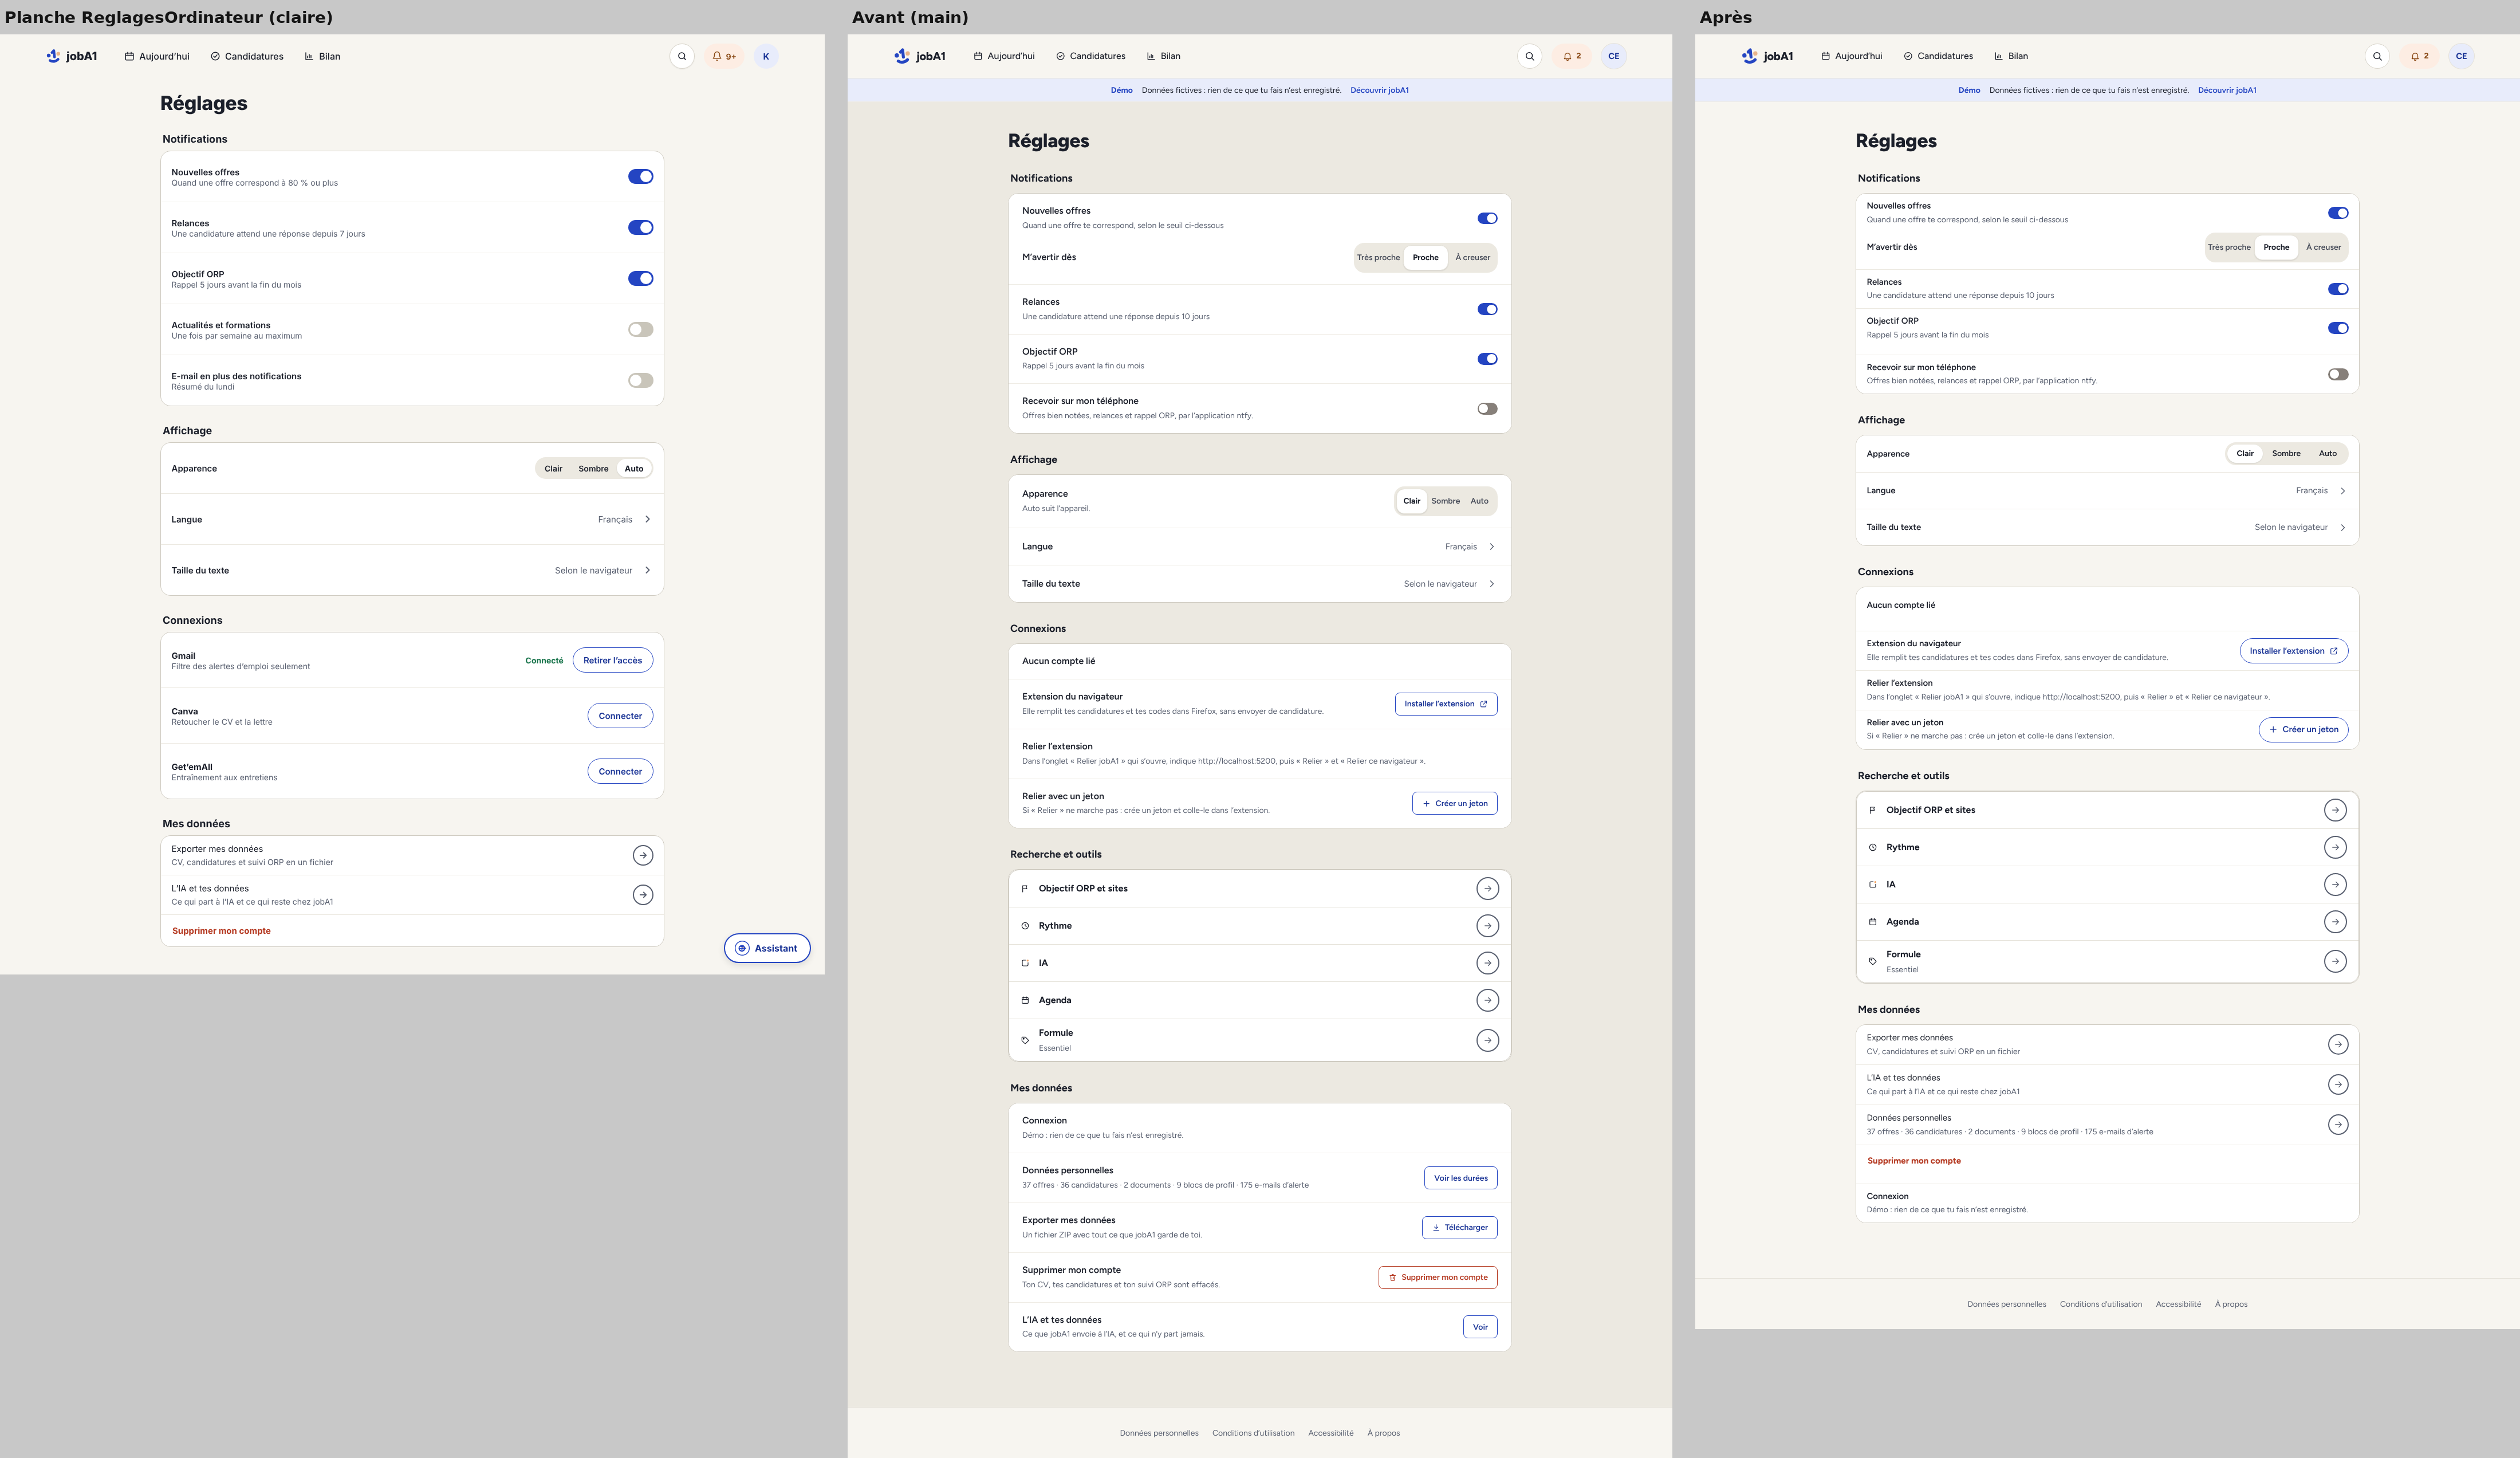 Planche ReglagesOrdinateur (claire)
jobA1 Aujourd'hui Candidatures Bilan 9+ K
Réglages
Notifications
Nouvelles offres
Quand une offre correspond à 80 % ou plus
Relances
Une candidature attend une réponse depuis 7 jours
Objectif ORP
Rappel 5 jours avant la fin du mois
Actualités et formations
Une fois par semaine au maximum
E-mail en plus des notifications
Résumé du lundi
Affichage
Apparence Clair Sombre Auto
Langue Français
Taille du texte Selon le navigateur
Connexions
Gmail
Filtre des alertes d'emploi seulement
Connecté Retirer l'accès
Canva
Retoucher le CV et la lettre
Connecter
Get'emAll
Entraînement aux entretiens
Connecter
Mes données
Exporter mes données
CV, candidatures et suivi ORP en un fichier
L'IA et tes données
Ce qui part à l'IA et ce qui reste chez jobA1
Supprimer mon compte
Assistant
Avant (main)
jobA1 Aujourd'hui Candidatures Bilan 2 CE
Démo Données fictives : rien de ce que tu fais n'est enregistré. Découvrir jobA1
Réglages
Notifications
Nouvelles offres
Quand une offre te correspond, selon le seuil ci-dessous
M'avertir dès Très proche Proche À creuser
Relances
Une candidature attend une réponse depuis 10 jours
Objectif ORP
Rappel 5 jours avant la fin du mois
Recevoir sur mon téléphone
Offres bien notées, relances et rappel ORP, par l'application ntfy.
Affichage
Apparence
Auto suit l'appareil.
Clair Sombre Auto
Langue Français
Taille du texte Selon le navigateur
Connexions
Aucun compte lié
Extension du navigateur
Elle remplit tes candidatures et tes codes dans Firefox, sans envoyer de candidature.
Installer l'extension
Relier l'extension
Dans l'onglet « Relier jobA1 » qui s'ouvre, indique http://localhost:5200, puis « Relier » et « Relier ce navigateur ».
Relier avec un jeton
Si « Relier » ne marche pas : crée un jeton et colle-le dans l'extension.
Créer un jeton
Recherche et outils
Objectif ORP et sites
Rythme
IA
Agenda
Formule
Essentiel
Mes données
Connexion
Démo : rien de ce que tu fais n'est enregistré.
Données personnelles
37 offres · 36 candidatures · 2 documents · 9 blocs de profil · 175 e-mails d'alerte
Voir les durées
Exporter mes données
Un fichier ZIP avec tout ce que jobA1 garde de toi.
Télécharger
Supprimer mon compte
Ton CV, tes candidatures et ton suivi ORP sont effacés.
Supprimer mon compte
L'IA et tes données
Ce que jobA1 envoie à l'IA, et ce qui n'y part jamais.
Voir
Données personnelles Conditions d'utilisation Accessibilité À propos
Après
jobA1 Aujourd'hui Candidatures Bilan 2 CE
Démo Données fictives : rien de ce que tu fais n'est enregistré. Découvrir jobA1
Réglages
Notifications
Nouvelles offres
Quand une offre te correspond, selon le seuil ci-dessous
M'avertir dès Très proche Proche À creuser
Relances
Une candidature attend une réponse depuis 10 jours
Objectif ORP
Rappel 5 jours avant la fin du mois
Recevoir sur mon téléphone
Offres bien notées, relances et rappel ORP, par l'application ntfy.
Affichage
Apparence Clair Sombre Auto
Langue Français
Taille du texte Selon le navigateur
Connexions
Aucun compte lié
Extension du navigateur
Elle remplit tes candidatures et tes codes dans Firefox, sans envoyer de candidature.
Installer l'extension
Relier l'extension
Dans l'onglet « Relier jobA1 » qui s'ouvre, indique http://localhost:5200, puis « Relier » et « Relier ce navigateur ».
Relier avec un jeton
Si « Relier » ne marche pas : crée un jeton et colle-le dans l'extension.
Créer un jeton
Recherche et outils
Objectif ORP et sites
Rythme
IA
Agenda
Formule
Essentiel
Mes données
Exporter mes données
CV, candidatures et suivi ORP en un fichier
L'IA et tes données
Ce qui part à l'IA et ce qui reste chez jobA1
Données personnelles
37 offres · 36 candidatures · 2 documents · 9 blocs de profil · 175 e-mails d'alerte
Supprimer mon compte
Connexion
Démo : rien de ce que tu fais n'est enregistré.
Données personnelles Conditions d'utilisation Accessibilité À propos